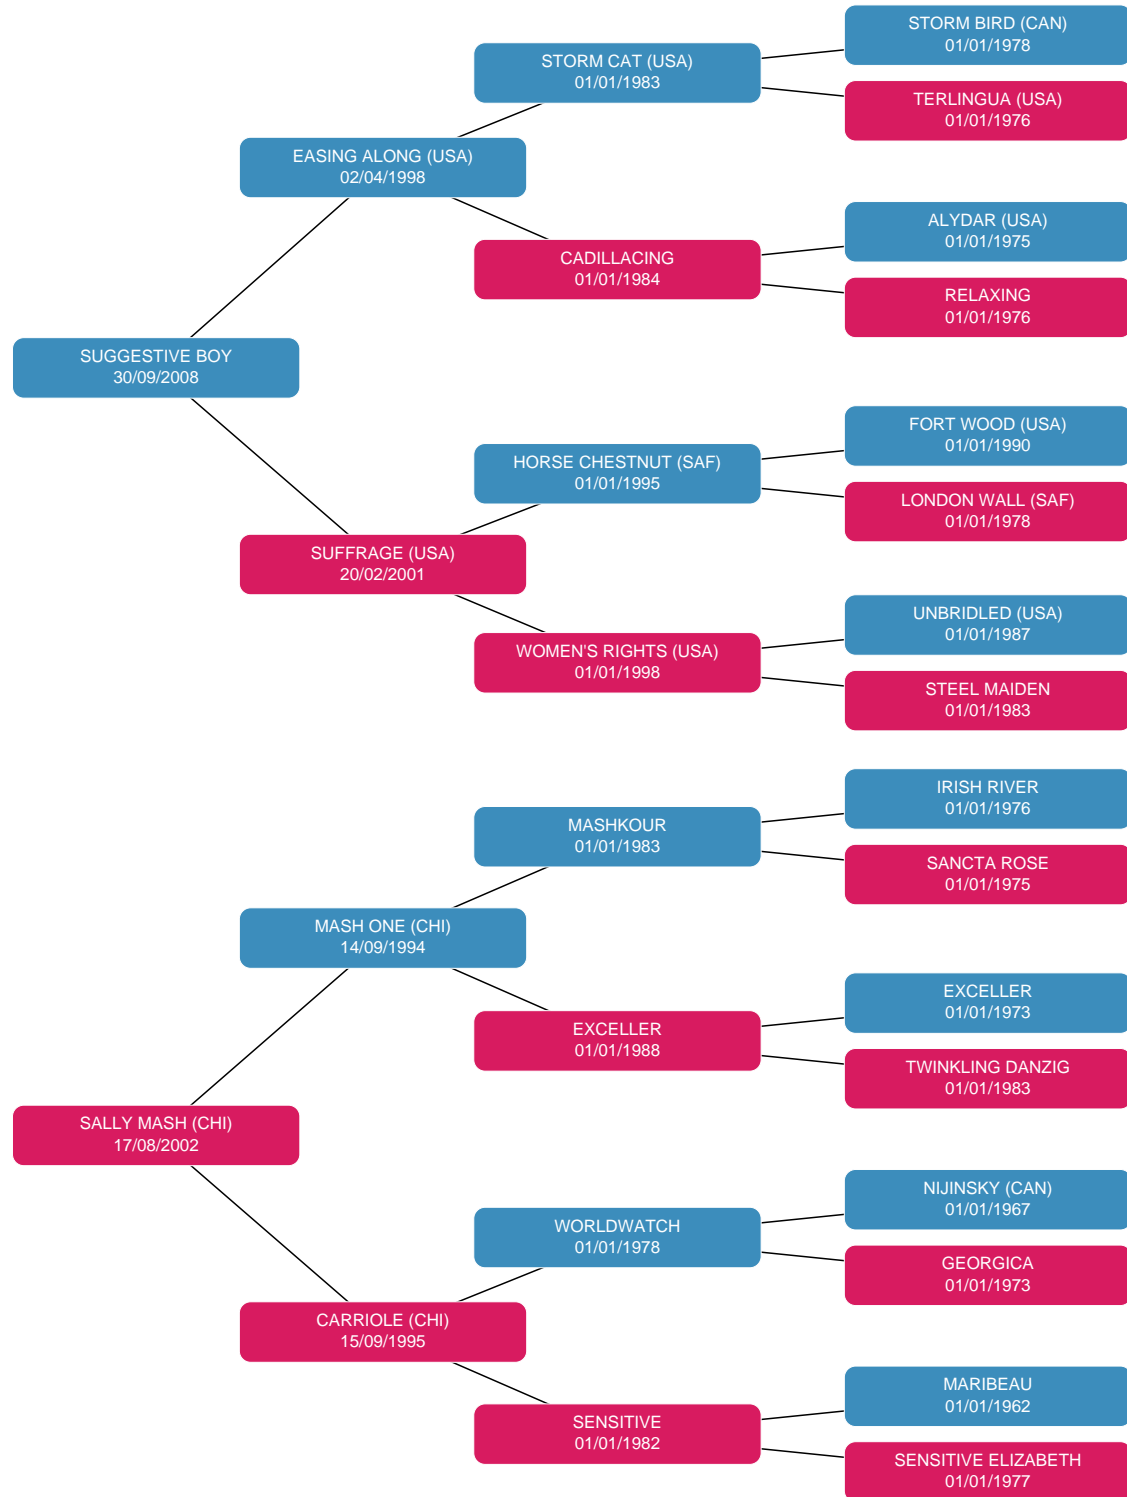 STORM BIRD (CAN)
01/01/1978
STORM CAT (USA)
01/01/1983
TERLINGUA (USA)
01/01/1976
EASING ALONG (USA)
02/04/1998
ALYDAR (USA)
01/01/1975
CADILLACING
01/01/1984
RELAXING
01/01/1976
SUGGESTIVE BOY
30/09/2008
FORT WOOD (USA)
01/01/1990
HORSE CHESTNUT (SAF)
01/01/1995
LONDON WALL (SAF)
01/01/1978
SUFFRAGE (USA)
20/02/2001
UNBRIDLED (USA)
01/01/1987
WOMEN'S RIGHTS (USA)
01/01/1998
STEEL MAIDEN
01/01/1983
IRISH RIVER
01/01/1976
MASHKOUR
01/01/1983
SANCTA ROSE
01/01/1975
MASH ONE (CHI)
14/09/1994
EXCELLER
01/01/1973
EXCELLER
01/01/1988
TWINKLING DANZIG
01/01/1983
SALLY MASH (CHI)
17/08/2002
NIJINSKY (CAN)
01/01/1967
WORLDWATCH
01/01/1978
GEORGICA
01/01/1973
CARRIOLE (CHI)
15/09/1995
MARIBEAU
01/01/1962
SENSITIVE
01/01/1982
SENSITIVE ELIZABETH
01/01/1977